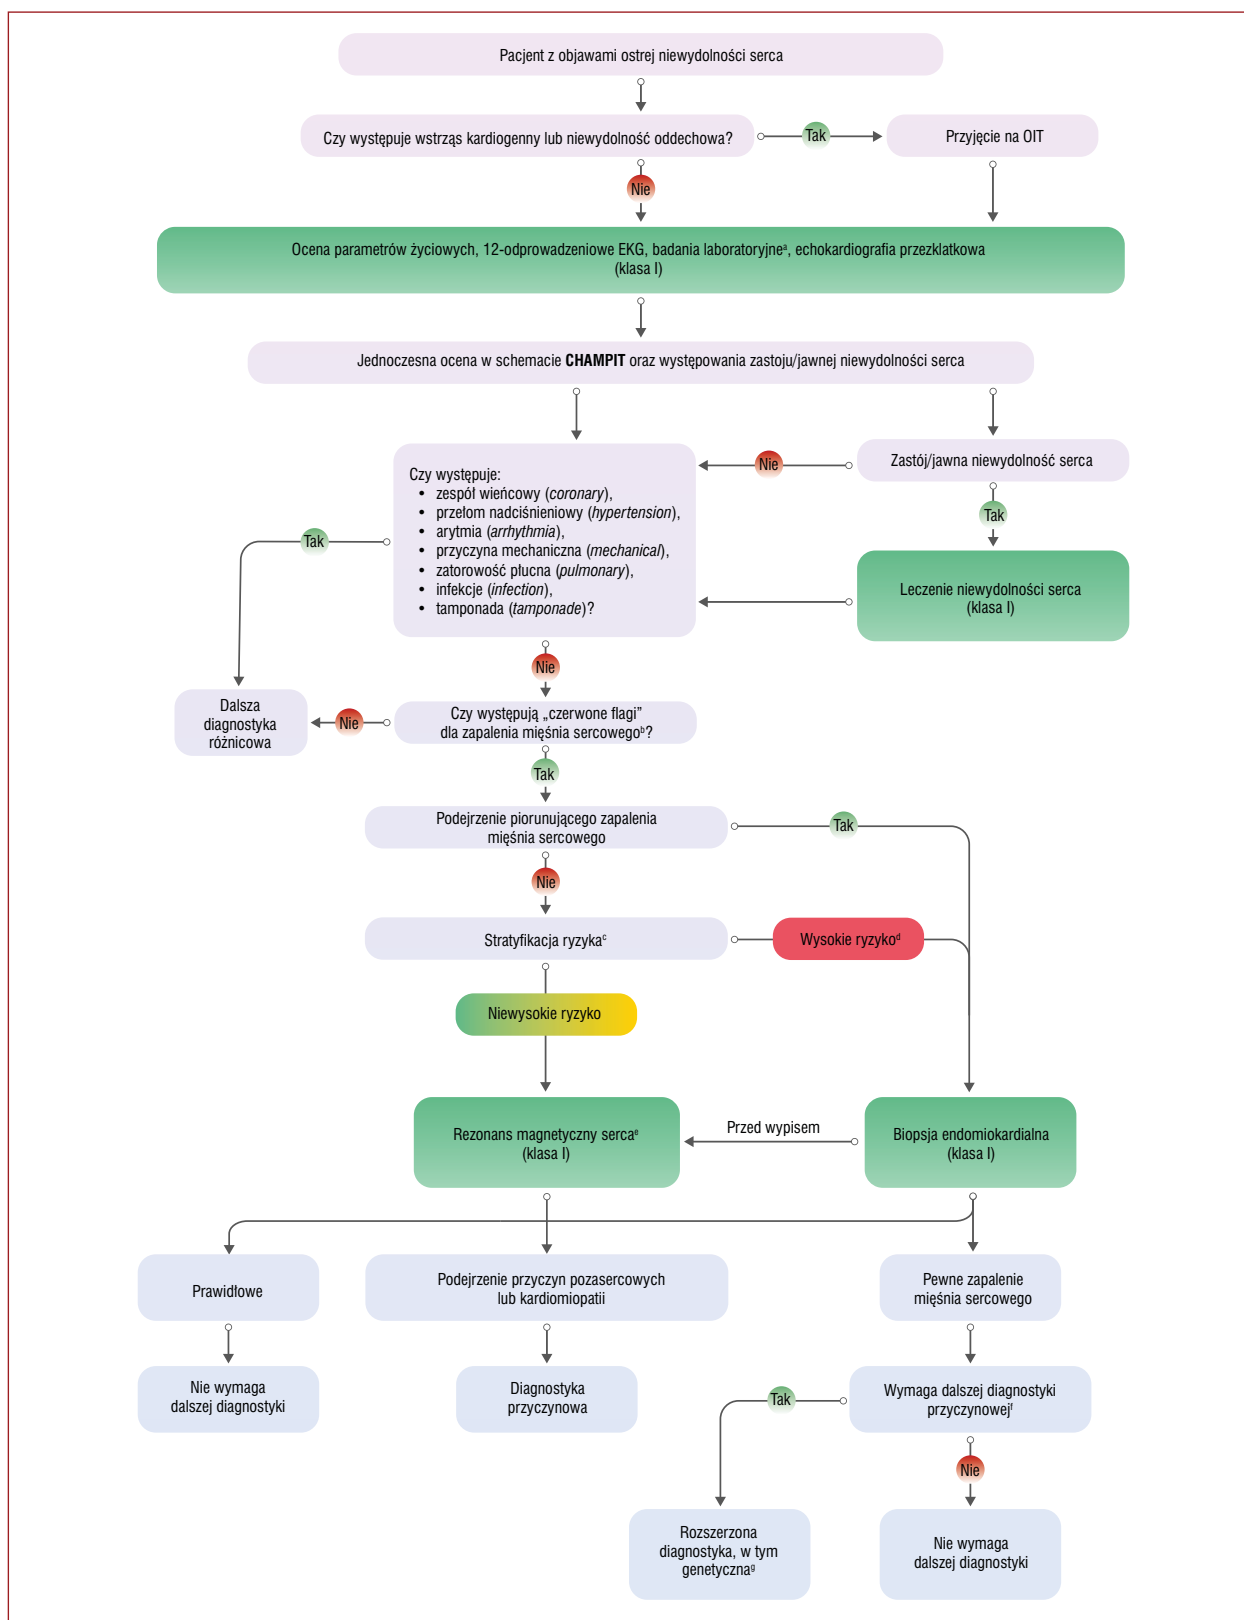 Pacjent z objawami ostrej niewydolności serca
Czy występuje wstrząs kardiogenny lub niewydolność oddechowa?
Tak
Przyjęcie na OIT
Nie
Ocena parametrów życiowych, 12-odprowadzeniowe EKG, badania laboratoryjneᵃ, echokardiografia przezklatkowa
(klasa I)
Jednoczesna ocena w schemacie CHAMPIT oraz występowania zastoju/jawnej niewydolności serca
Czy występuje:
• zespół wieńcowy (coronary),
• przełom nadciśnieniowy (hypertension),
• arytmia (arrhythmia),
• przyczyna mechaniczna (mechanical),
• zatorowość płucna (pulmonary),
• infekcje (infection),
• tamponada (tamponade)?
Nie
Zastój/jawna niewydolność serca
Tak
Leczenie niewydolności serca
(klasa I)
Tak
Nie
Dalsza
diagnostyka
różnicowa
Nie
Czy występują „czerwone flagi”
dla zapalenia mięśnia sercowegoᵇ?
Tak
Podejrzenie piorunującego zapalenia
mięśnia sercowego
Tak
Nie
Stratyfikacja ryzykaᶜ
Wysokie ryzykoᵈ
Niewysokie ryzyko
Rezonans magnetyczny sercaᵉ
(klasa I)
Przed wypisem
Biopsja endomiokardialna
(klasa I)
Prawidłowe
Podejrzenie przyczyn pozasercowych
lub kardiomiopatii
Pewne zapalenie
mięśnia sercowego
Nie wymaga
dalszej diagnostyki
Diagnostyka
przyczynowa
Tak
Wymaga dalszej diagnostyki
przyczynowejᶠ
Nie
Rozszerzona
diagnostyka, w tym
genetycznaᵍ
Nie wymaga
dalszej diagnostyki